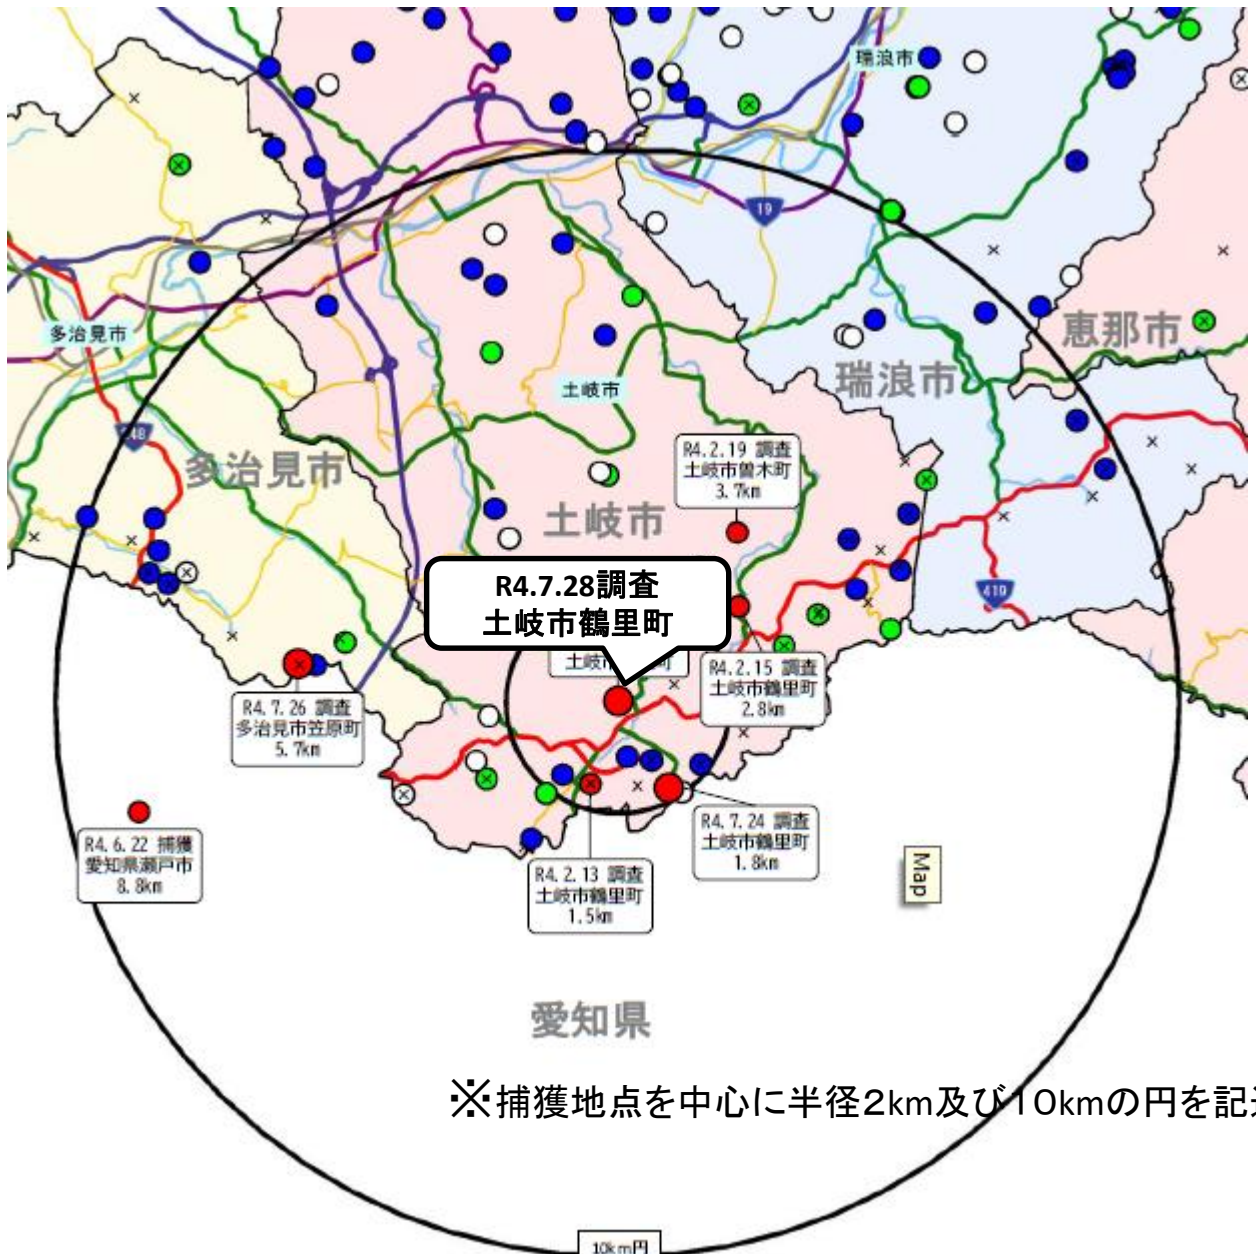 瑞浪市
19
多治見市
恵那市
瑞浪市
土岐市
248
多治見市
R4.2.19 調査
土岐市曽木町
3.7km
土岐市
R4.7.28調査
土岐市鶴里町
419
土岐市
町
R4.2.15 調査
土岐市鶴里町
2.8km
R4.7.26 調査
多治見市笠原町
5.7km
R4.6.22 捕獲
愛知県瀬戸市
8.8km
R4.7.24 調査
土岐市鶴里町
1.8km
R4.2.13 調査
土岐市鶴里町
1.5km
Map
愛知県
※捕獲地点を中心に半径2km及び10kmの円を記
10km円